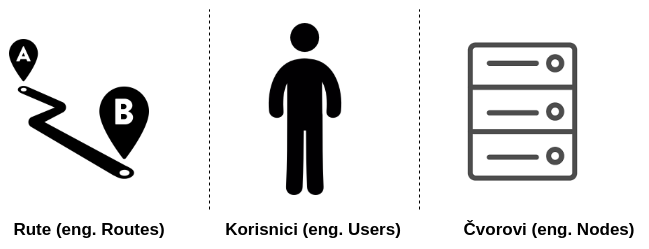 A
B
Rute (eng. Routes)
Korisnici (eng. Users)
Čvorovi (eng. Nodes)